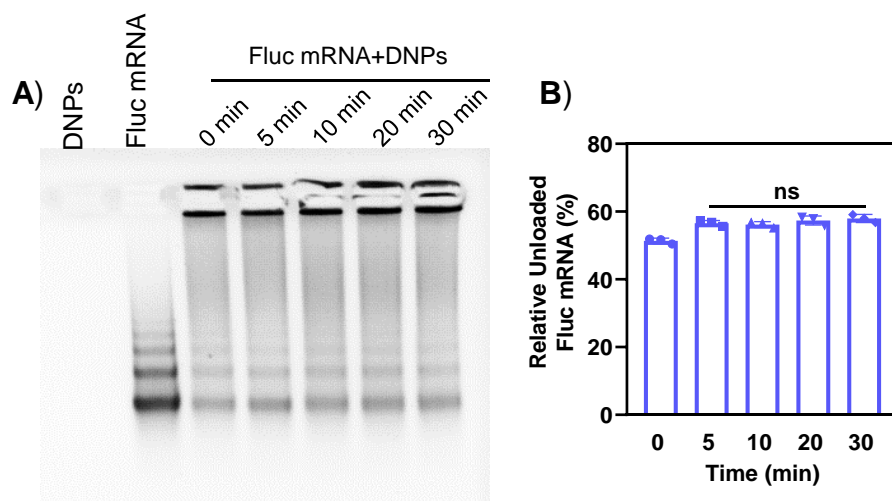 A)
DNPs
Fluc mRNA
Fluc mRNA+DNPs
0 min
5 min
10 min
20 min
30 min
B)
Relative Unloaded
Fluc mRNA (%)
80
60
40
20
0
ns
0 5 10 20 30
Time (min)